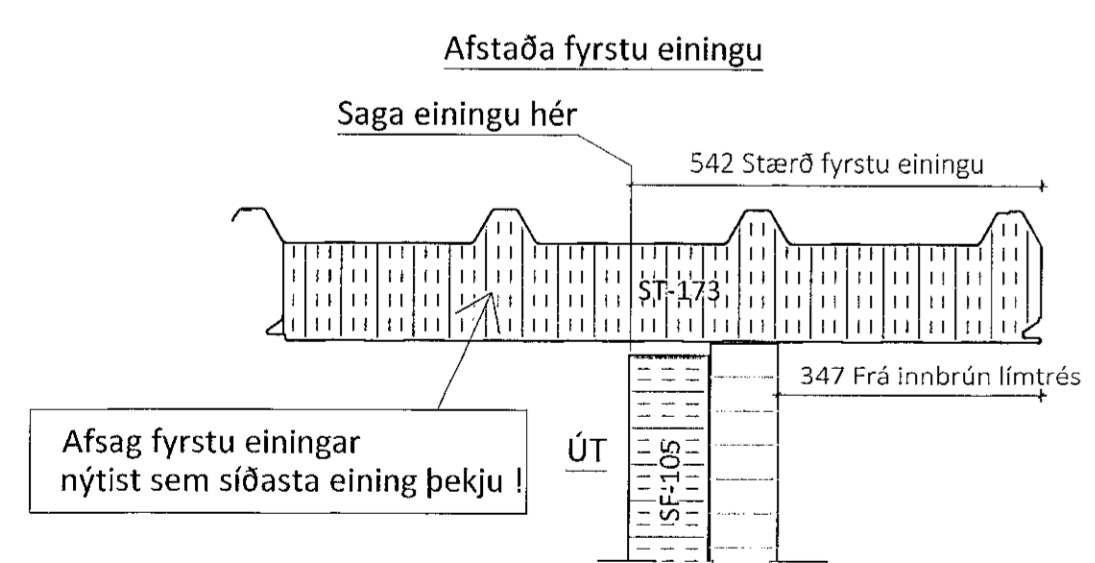 Afstaða fyrstu einingu
Saga einingu hér
542 Stærð fyrstu einingu
ST-173
347 Frá innbrún límtrés
Afsag fyrstu einingar
nýtist sem síðasta eining þekju !
ÚT
SF-105